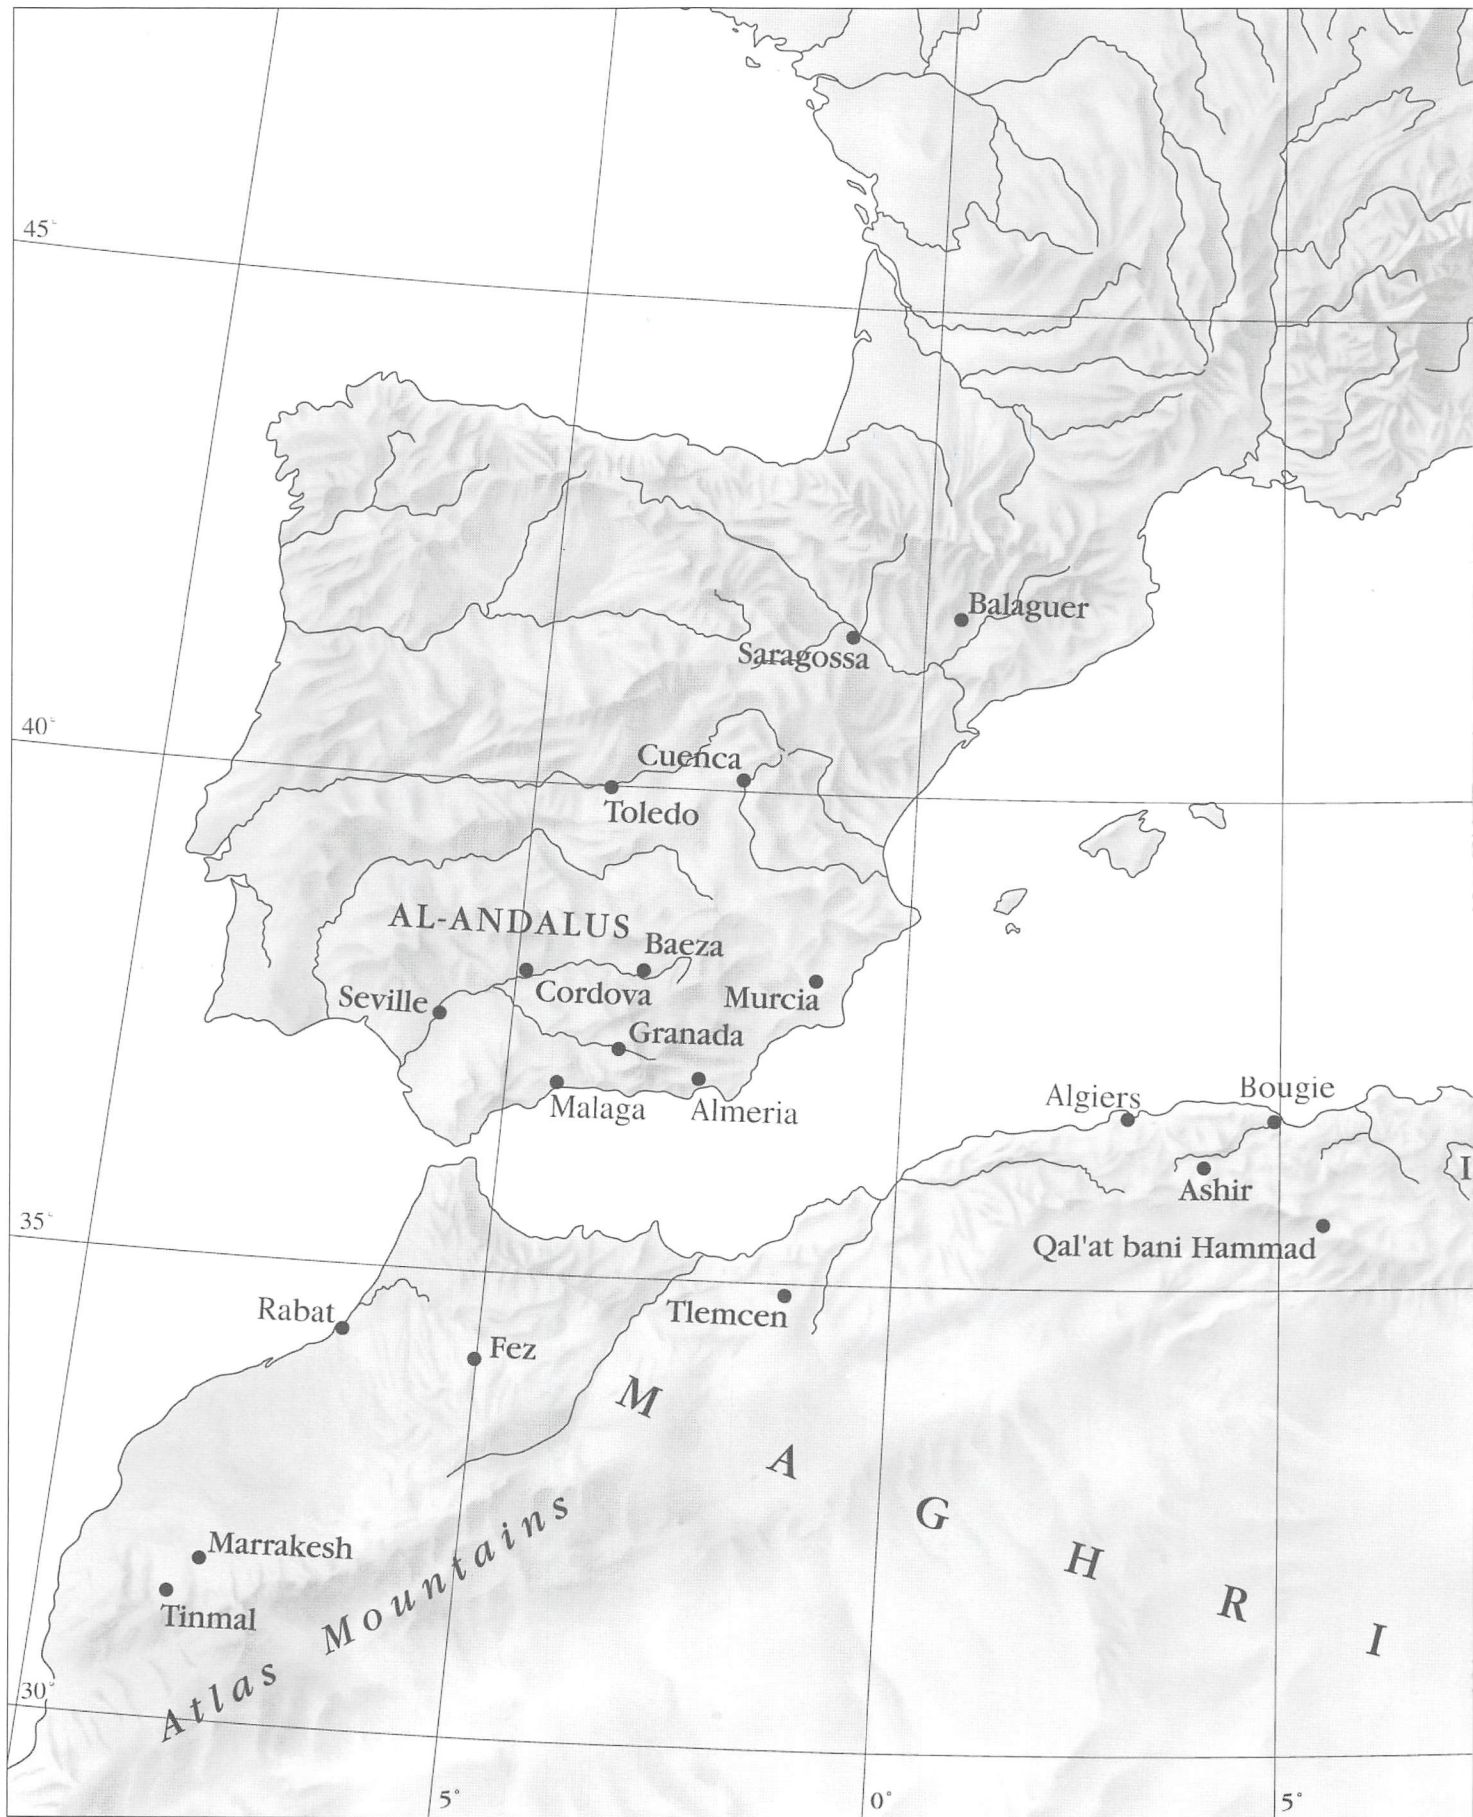 45°
Balaguer
Saragossa
40°
Cuenca
Toledo
AL-ANDALUS
Baeza
Cordova
Murcia
Seville
Granada
Malaga
Almeria
Algiers
Bougie
Ashir
35°
Qal'at bani Hammad
Rabat
Tlemcen
Fez
M A G H R I
Marrakesh
Tinmal
Atlas Mountains
30°
5°
0°
5°